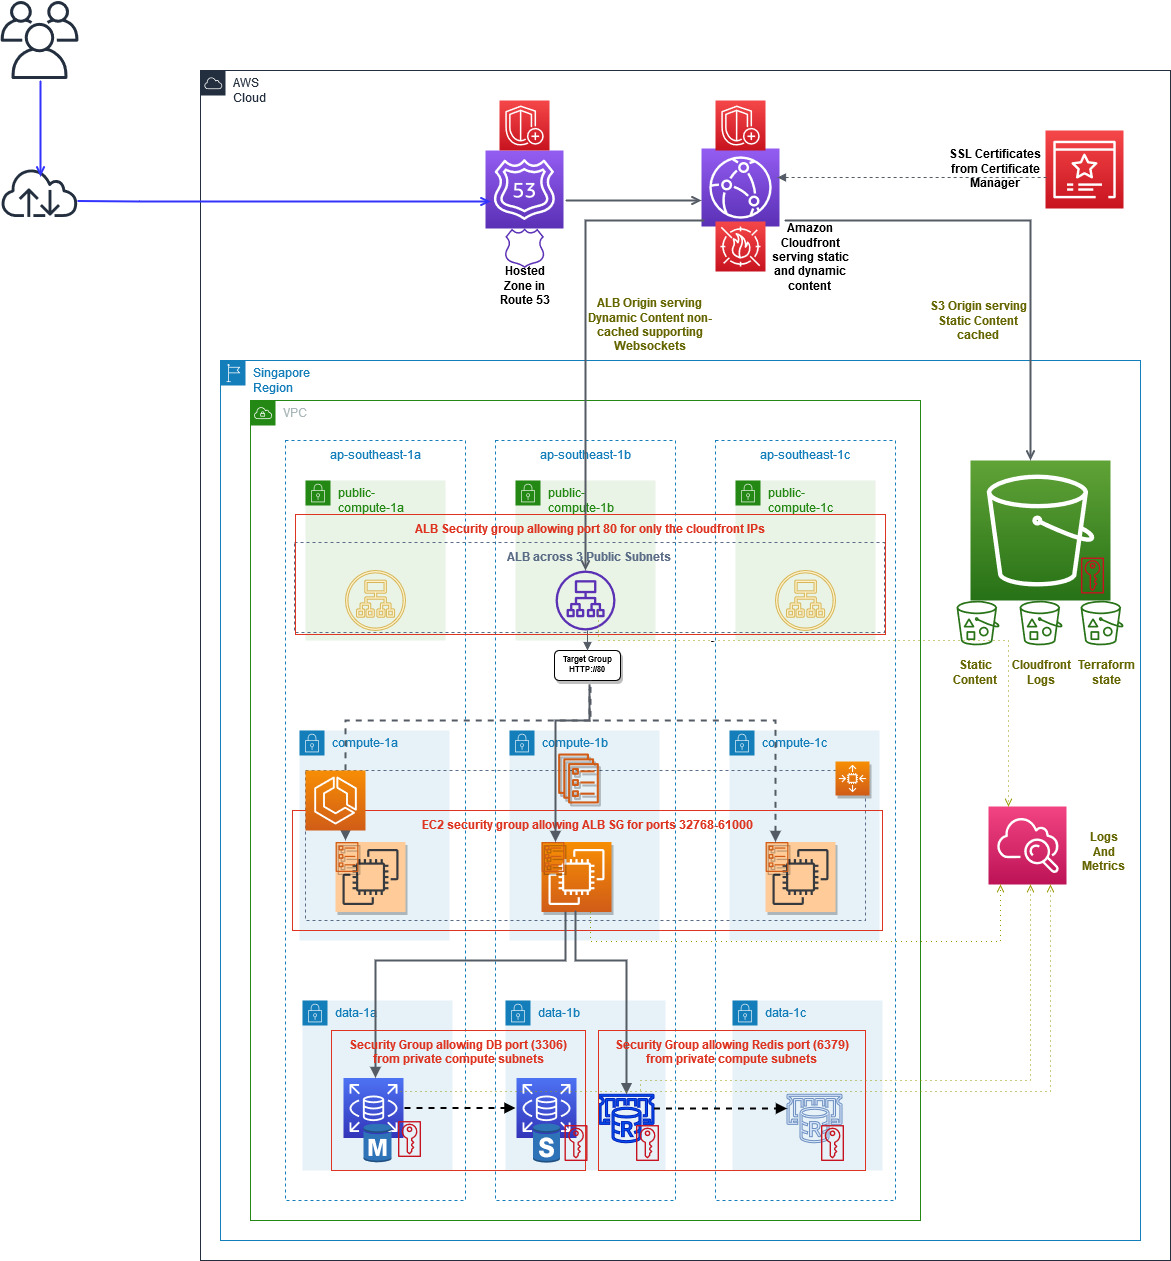 AWS
Cloud
53
SSL Certificates
from Certificate
Manager
Hosted
Zone in
Route 53
Amazon
Cloudfront
serving static
and dynamic
content
ALB Origin serving
Dynamic Content non-
cached supporting
Websockets
S3 Origin serving
Static Content
cached
Singapore
Region
VPC
ap-southeast-1a
ap-southeast-1b
ap-southeast-1c
public-
compute-1a
public-
compute-1b
public-
compute-1c
ALB Security group allowing port 80 for only the cloudfront IPs
ALB across 3 Public Subnets
Target Group
HTTP://80
Static
Content
Cloudfront
Logs
Terraform
state
compute-1a
compute-1b
compute-1c
EC2 security group allowing ALB SG for ports 32768-61000
Logs
And
Metrics
data-1a
data-1b
data-1c
Security Group allowing DB port (3306)
from private compute subnets
Security Group allowing Redis port (6379)
from private compute subnets
M
S
R
R